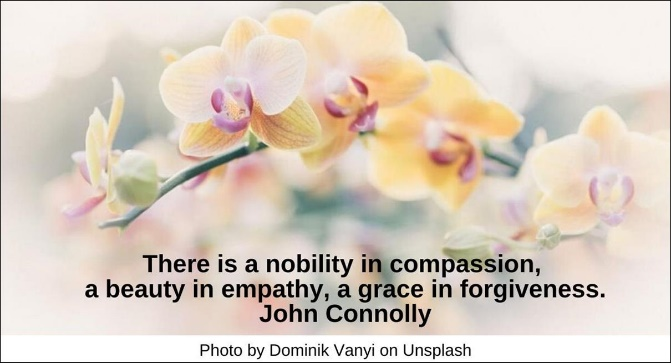 There is a nobility in compassion,
a beauty in empathy, a grace in forgiveness.
John Connolly
Photo by Dominik Vanyi on Unsplash